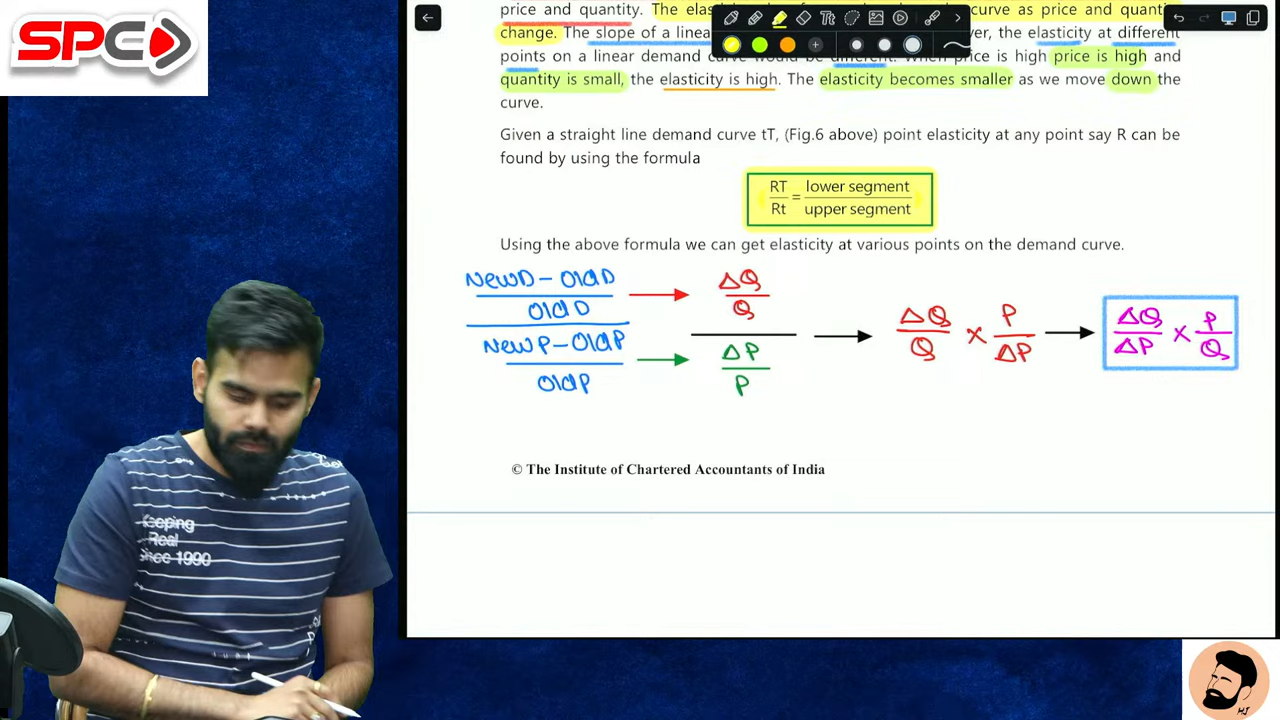 SPC
price and quantity. The curve as price and
change. The slope of a the elasticity at different
points on a linear demand curve would be different. When price is high price is high and
quantity is small, the elasticity is high. The elasticity becomes smaller as we move down the
curve.
Given a straight line demand curve tT, (Fig.6 above) point elasticity at any point say R can be
found by using the formula
RT/Rt = lower segment/upper segment
Using the above formula we can get elasticity at various points on the demand curve.
NewD - OldD
OldD
NewP - OldP
OldP
ΔQ/Q
ΔP/P
ΔQ/Q × P/ΔP
ΔQ/ΔP × P/Q
© The Institute of Chartered Accountants of India
Keeping
Real
Since 1990
HJ